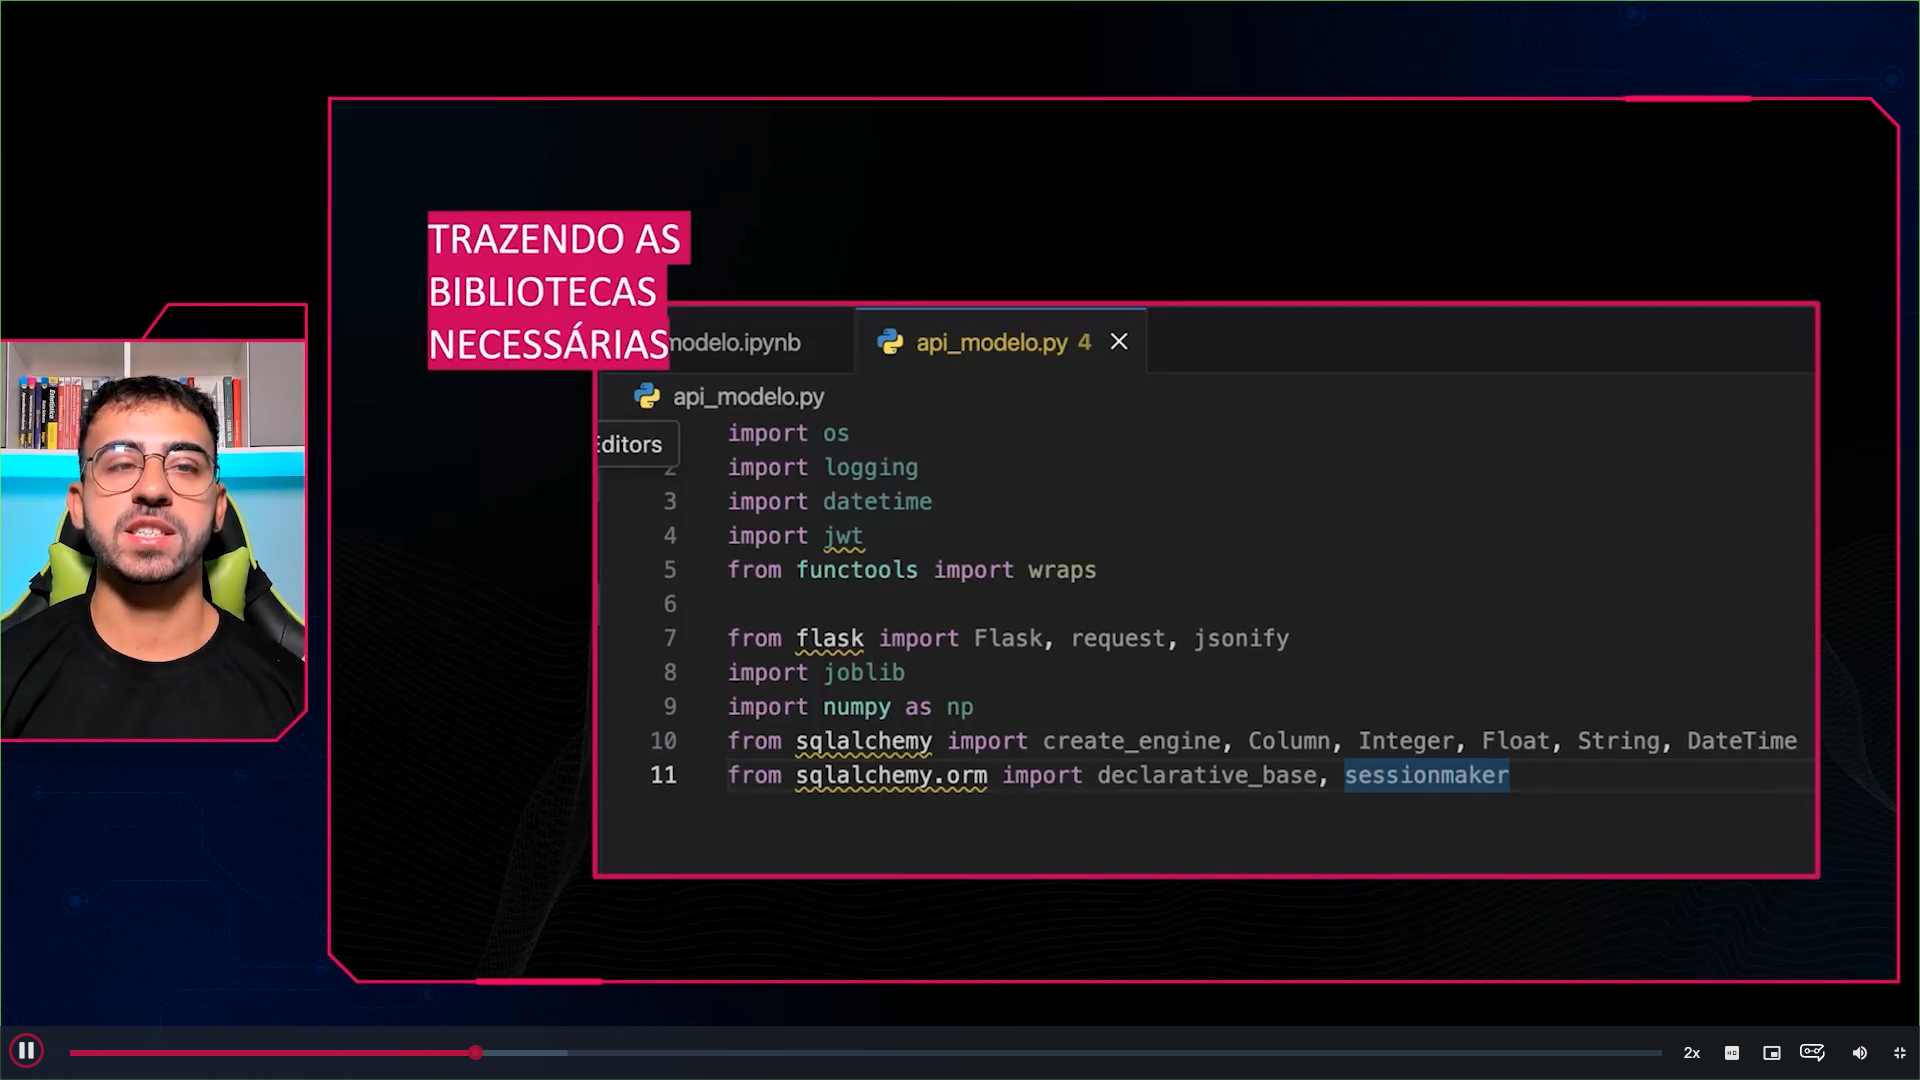 TRAZENDO AS
BIBLIOTECAS
NECESSÁRIAS
modelo.ipynb
api_modelo.py 4
api_modelo.py
Editors
import os
2 import logging
3 import datetime
4 import jwt
5 from functools import wraps
6
7 from flask import Flask, request, jsonify
8 import joblib
9 import numpy as np
10 from sqlalchemy import create_engine, Column, Integer, Float, String, DateTime
11 from sqlalchemy.orm import declarative_base, sessionmaker
2x
HD